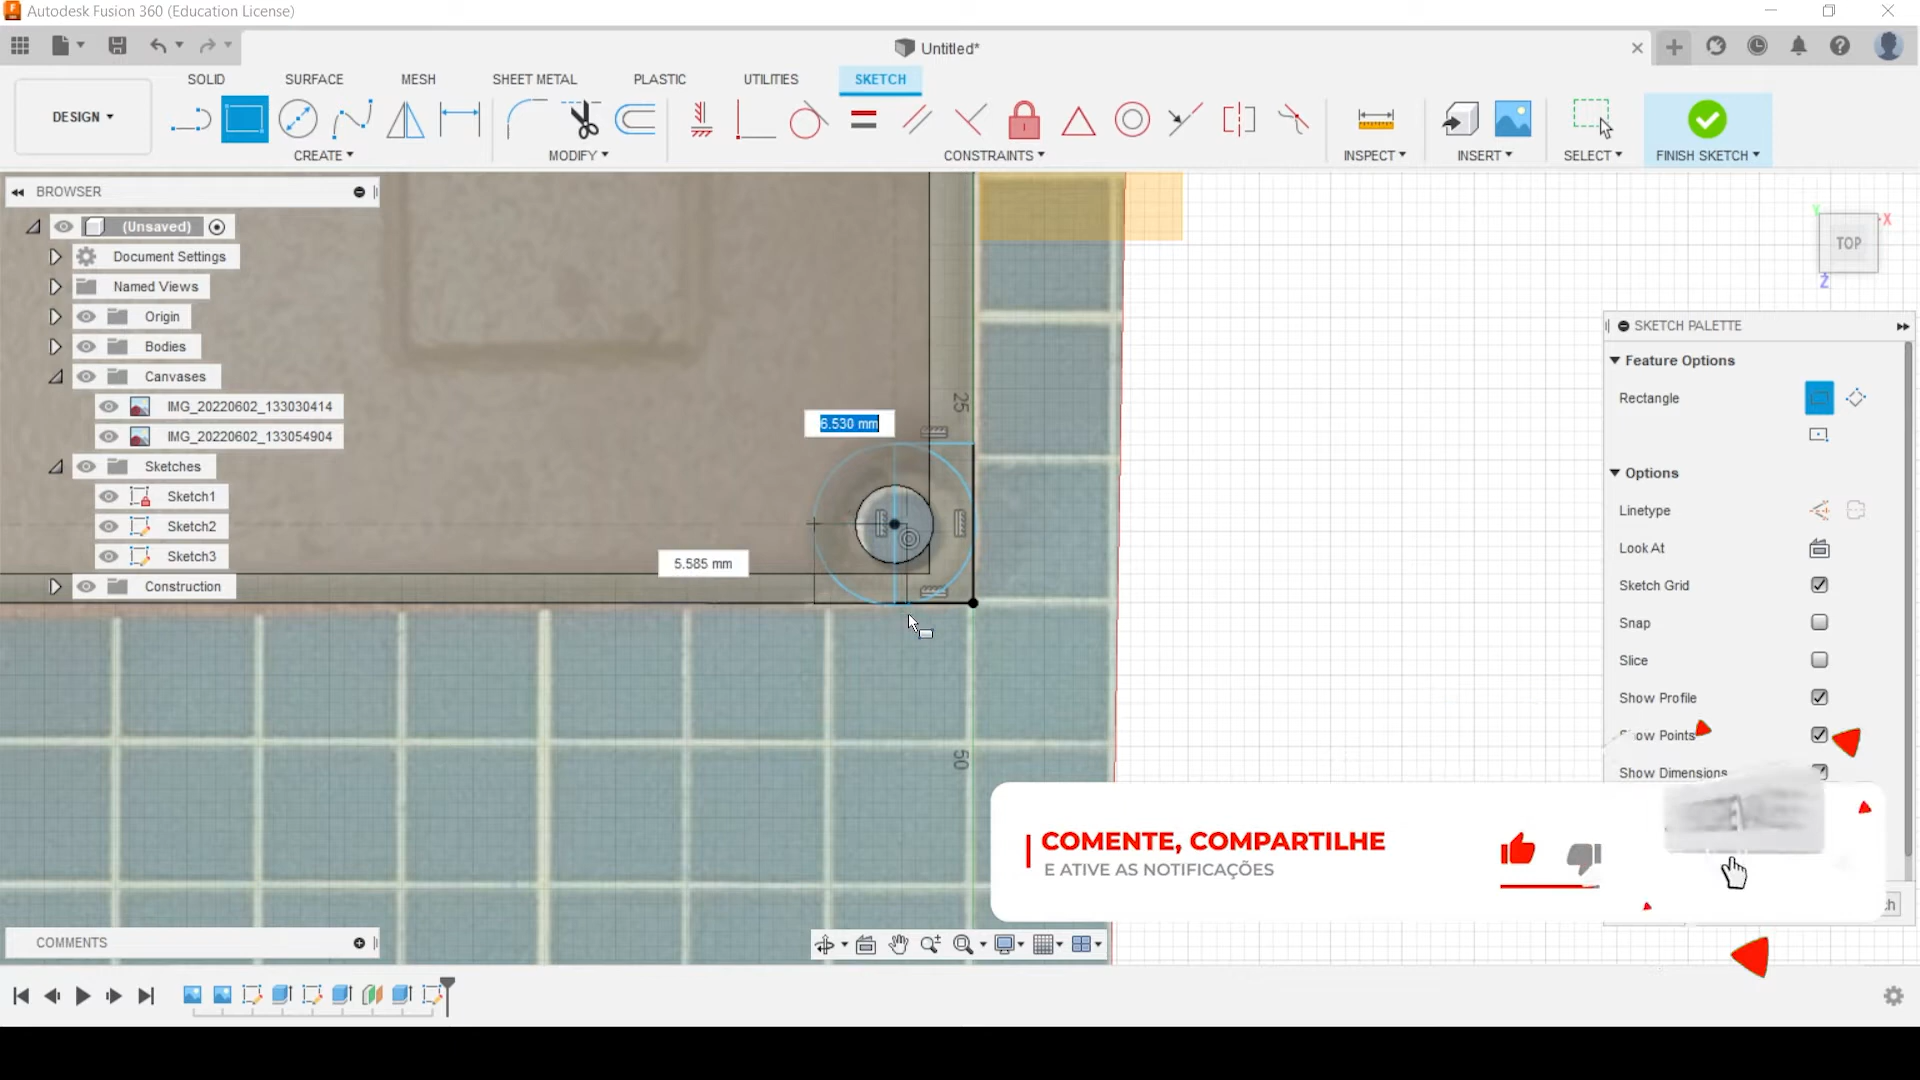 Autodesk Fusion 360 (Education License)
Untitled*
SOLID
SURFACE
MESH
SHEET METAL
PLASTIC
UTILITIES
SKETCH
DESIGN
CREATE
MODIFY
CONSTRAINTS
INSPECT
INSERT
SELECT
FINISH SKETCH
BROWSER
(Unsaved)
Document Settings
Named Views
Origin
Bodies
Canvases
IMG_20220602_133030414
IMG_20220602_133054904
Sketches
Sketch1
Sketch2
Sketch3
Construction
Y
X
TOP
Z
25
6.530 mm
5.585 mm
50
SKETCH PALETTE
Feature Options
Rectangle
Options
Linetype
Look At
Sketch Grid
Snap
Slice
Show Profile
Show Points
Show Dimensions
COMENTE, COMPARTILHE
E ATIVE AS NOTIFICAÇÕES
COMMENTS